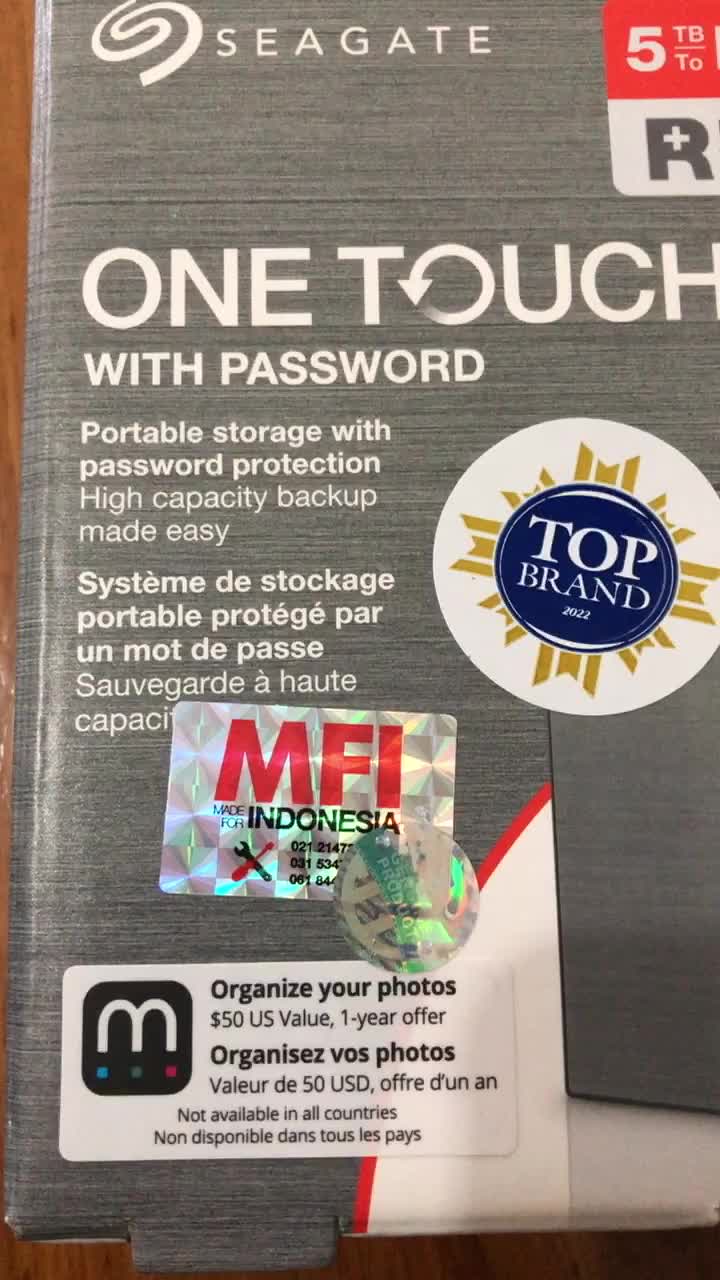 SEAGATE
5 TB
To
ONE TOUCH
WITH PASSWORD
Portable storage with
password protection
High capacity backup
made easy
Système de stockage
portable protégé par
un mot de passe
Sauvegarde à haute
TOP
BRAND
2022
MFI
MADE
FOR INDONESIA
021
031
061
m
Organize your photos
$50 US Value, 1-year offer
Organisez vos photos
Valeur de 50 USD, offre d'un an
Not available in all countries
Non disponible dans tous les pays